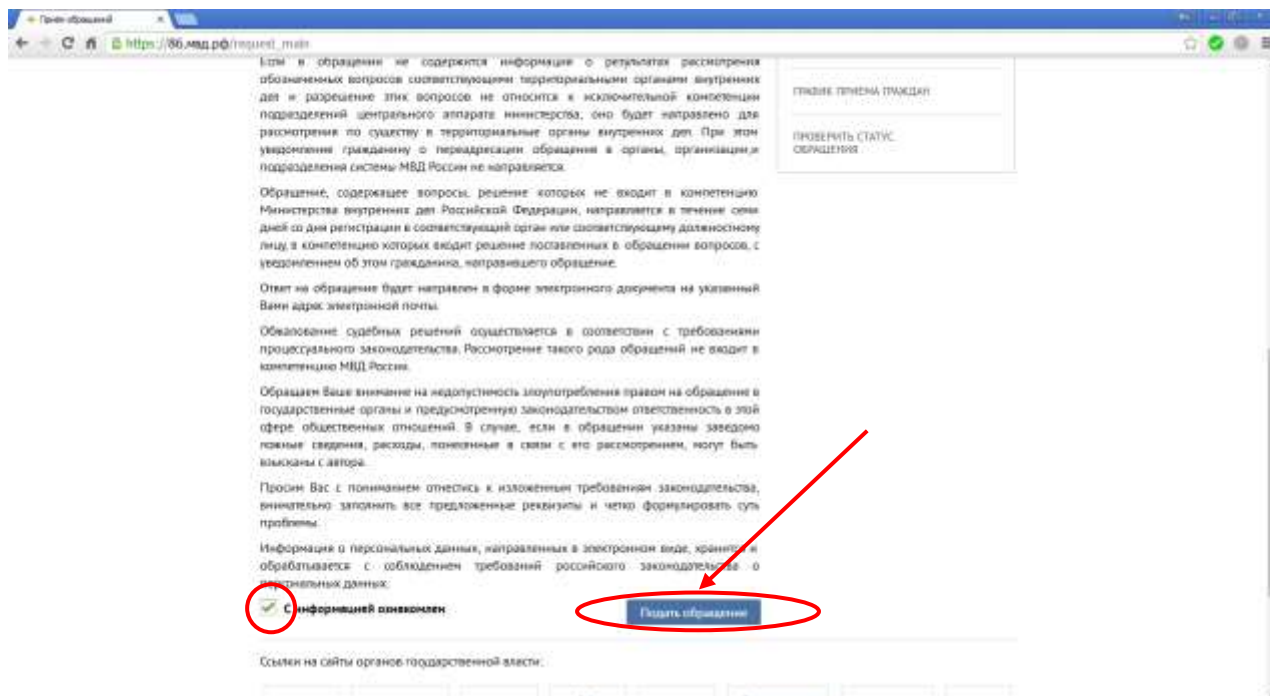 Прием обращений
https://86.мвд.рф/request_main
Если в обращении не содержится информация о результатах рассмотрения
обозначенных вопросов соответствующими территориальными органами внутренних
дел и разрешение этих вопросов не относится к исключительной компетенции
подразделений центрального аппарата министерства, оно будет направлено для
рассмотрения по существу в территориальные органы внутренних дел. При этом
уведомление гражданину о переадресации обращения в органы, организации,и
подразделения системы МВД России не направляется.
ГРАФИК ПРИЕМА ГРАЖДАН
ПРОВЕРИТЬ СТАТУС
ОБРАЩЕНИЯ
Обращение, содержащее вопросы, решение которых не входит в компетенцию
Министерства внутренних дел Российской Федерации, направляется в течение семи
дней со дня регистрации в соответствующий орган или соответствующему должностному
лицу, в компетенцию которых входит решение поставленных в обращении вопросов, с
уведомлением об этом гражданина, направившего обращение.
Ответ на обращение будет направлен в форме электронного документа на указанный
Вами адрес электронной почты.
Обжалование судебных решений осуществляется в соответствии с требованиями
процессуального законодательства. Рассмотрение такого рода обращений не входит в
компетенцию МВД России.
Обращаем Ваше внимание на недопустимость злоупотребления правом на обращение в
государственные органы и предусмотренную законодательством ответственность в этой
сфере общественных отношений. В случае, если в обращении указаны заведомо
ложные сведения, расходы, понесенные в связи с его рассмотрением, могут быть
взысканы с автора.
Просим Вас с пониманием отнестись к изложенным требованиям законодательства,
внимательно заполнить все предложенные реквизиты и четко формулировать суть
проблемы.
Информация о персональных данных, направленных в электронном виде, хранится и
обрабатывается с соблюдением требований российского законодательства о
персональных данных.
С информацией ознакомлен
Подать обращение
Ссылки на сайты органов государственной власти: